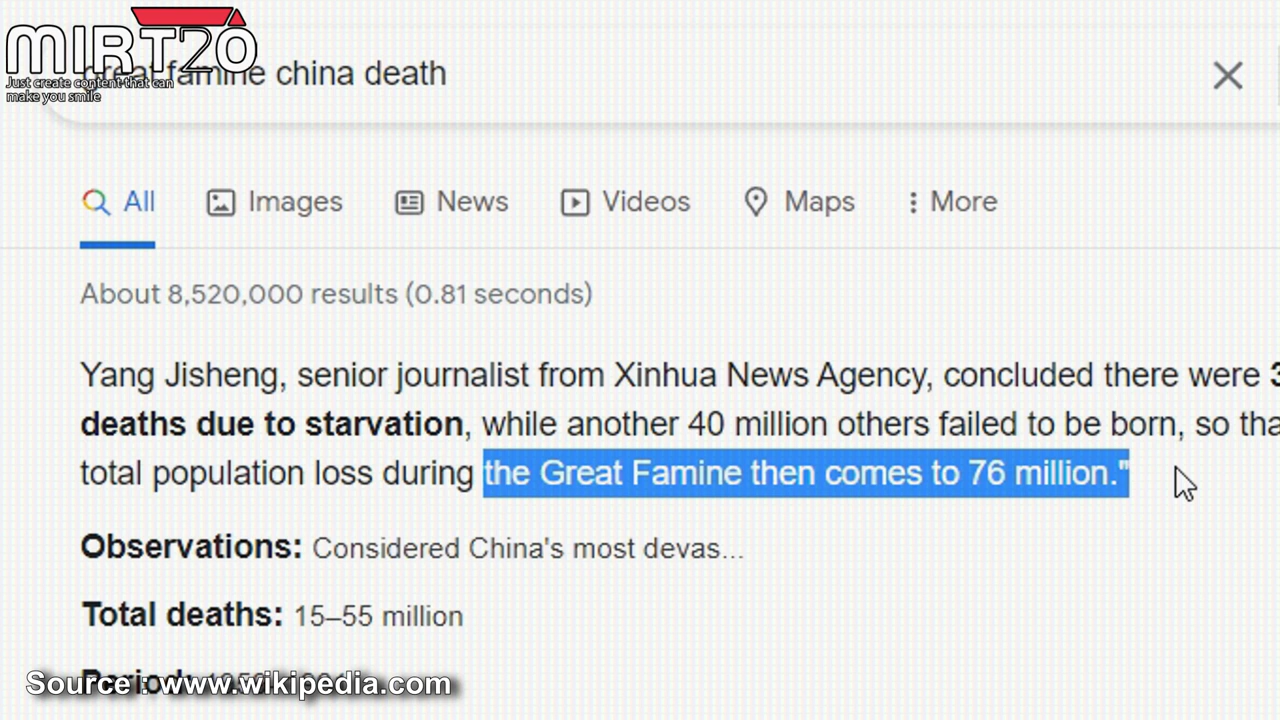 MIRT20
Just create content that can
make you smile
great famine china death
All Images News Videos Maps More
About 8,520,000 results (0.81 seconds)
Yang Jisheng, senior journalist from Xinhua News Agency, concluded there were 3
deaths due to starvation, while another 40 million others failed to be born, so tha
total population loss during the Great Famine then comes to 76 million."
Observations: Considered China's most devas...
Total deaths: 15–55 million
Period:
Source : www.wikipedia.com